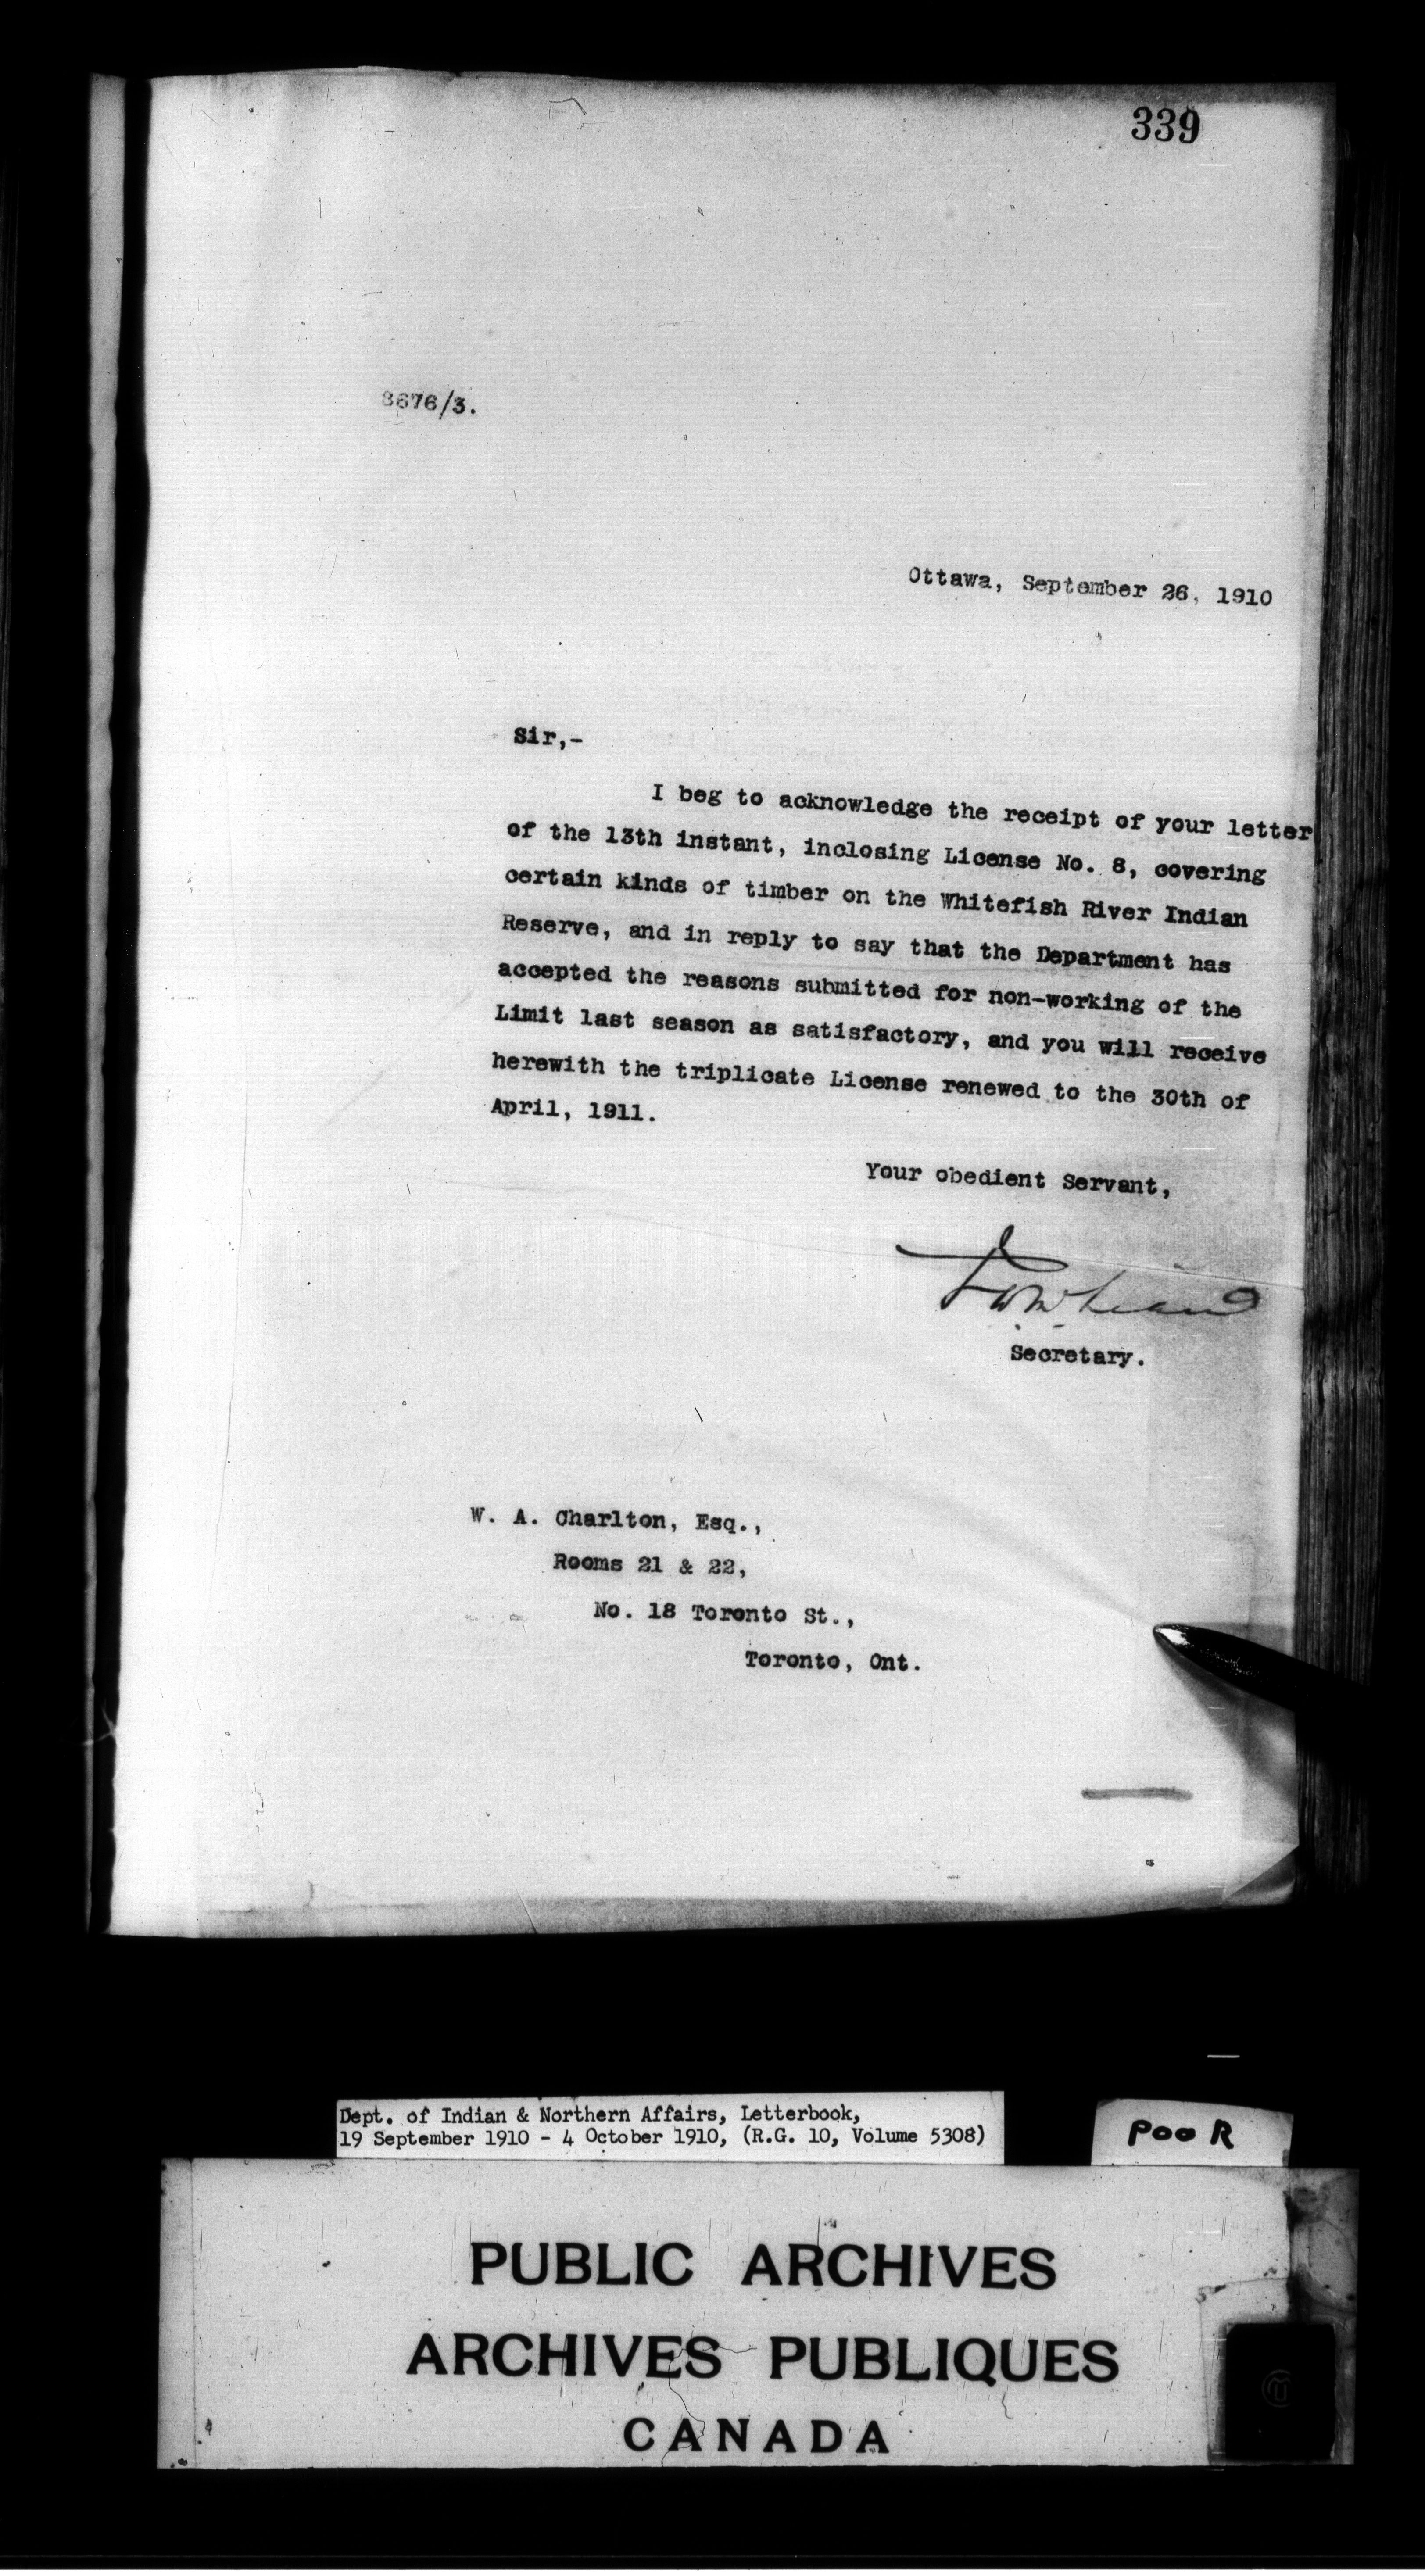 339
8676/3.
Ottawa, September 26, 1910
Sir,-
I beg to acknowledge the receipt of your letter
of the 13th instant, inclosing License No. 8, covering
certain kinds of timber on the Whitefish River Indian
Reserve, and in reply to say that the Department has
accepted the reasons submitted for non-working of the
Limit last season as satisfactory, and you will receive
herewith the triplicate License renewed to the 30th of
April, 1911.
Your obedient Servant,
Secretary.
W. A. Charlton, Esq.,
Rooms 21 & 22,
No. 18 Toronto St.,
Toronto, Ont.
Dept. of Indian & Northern Affairs, Letterbook,
19 September 1910 - 4 October 1910, (R.G. 10, Volume 5308)
POOR
PUBLIC ARCHIVES
ARCHIVES PUBLIQUES
CANADA